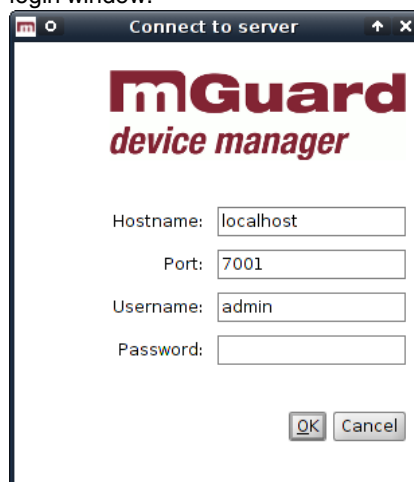 login window:
m
Connect to server
mGuard
device manager
Hostname: localhost
Port: 7001
Username: admin
Password:
OK Cancel